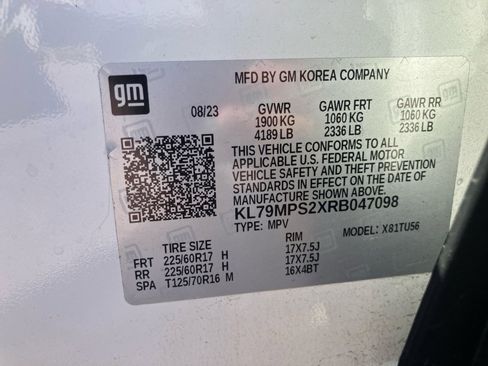 gm
MFD BY GM KOREA COMPANY
08/23 GVWR GAWR FRT GAWR RR
1900 KG 1060 KG 1060 KG
4189 LB 2336 LB 2336 LB
THIS VEHICLE CONFORMS TO ALL
APPLICABLE U.S. FEDERAL MOTOR
VEHICLE SAFETY AND THEFT PREVENTION
STANDARDS IN EFFECT ON THE DATE OF
MANUFACTURE SHOWN ABOVE.
KL79MPS2XRB047098
TYPE: MPV MODEL: X81TU56
TIRE SIZE RIM
FRT 225/60R17 H 17X7.5J
RR 225/60R17 H 17X7.5J
SPA T125/70R16 M 16X4BT